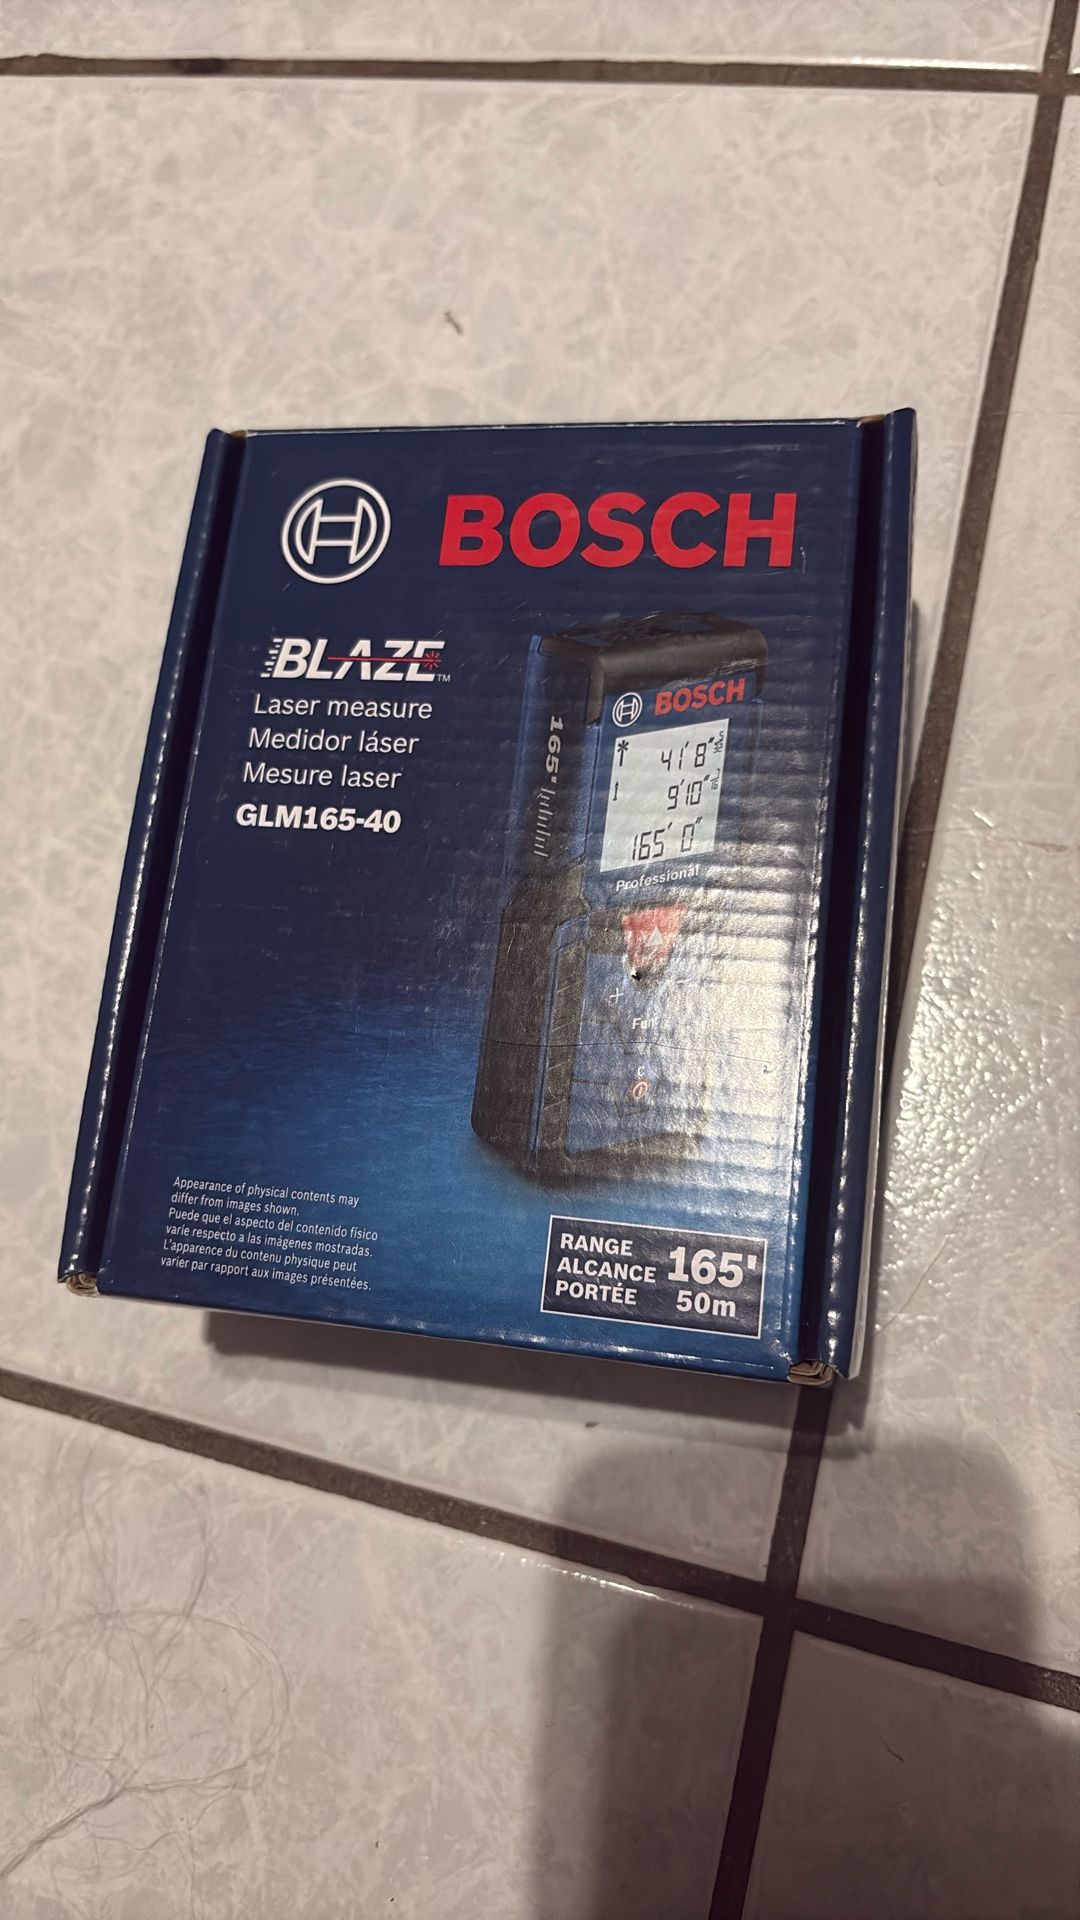 BOSCH
BLAZE™
Laser measure
Medidor láser
Mesure laser
GLM165-40
165'
BOSCH
41' 8"
9' 10"
165' 0"
Professional
Func
C
Appearance of physical contents may
differ from images shown.
Puede que el aspecto del contenido físico
varíe respecto a las imágenes mostradas.
L'apparence du contenu physique peut
varier par rapport aux images présentées.
RANGE
ALCANCE
PORTÉE
165'
50m